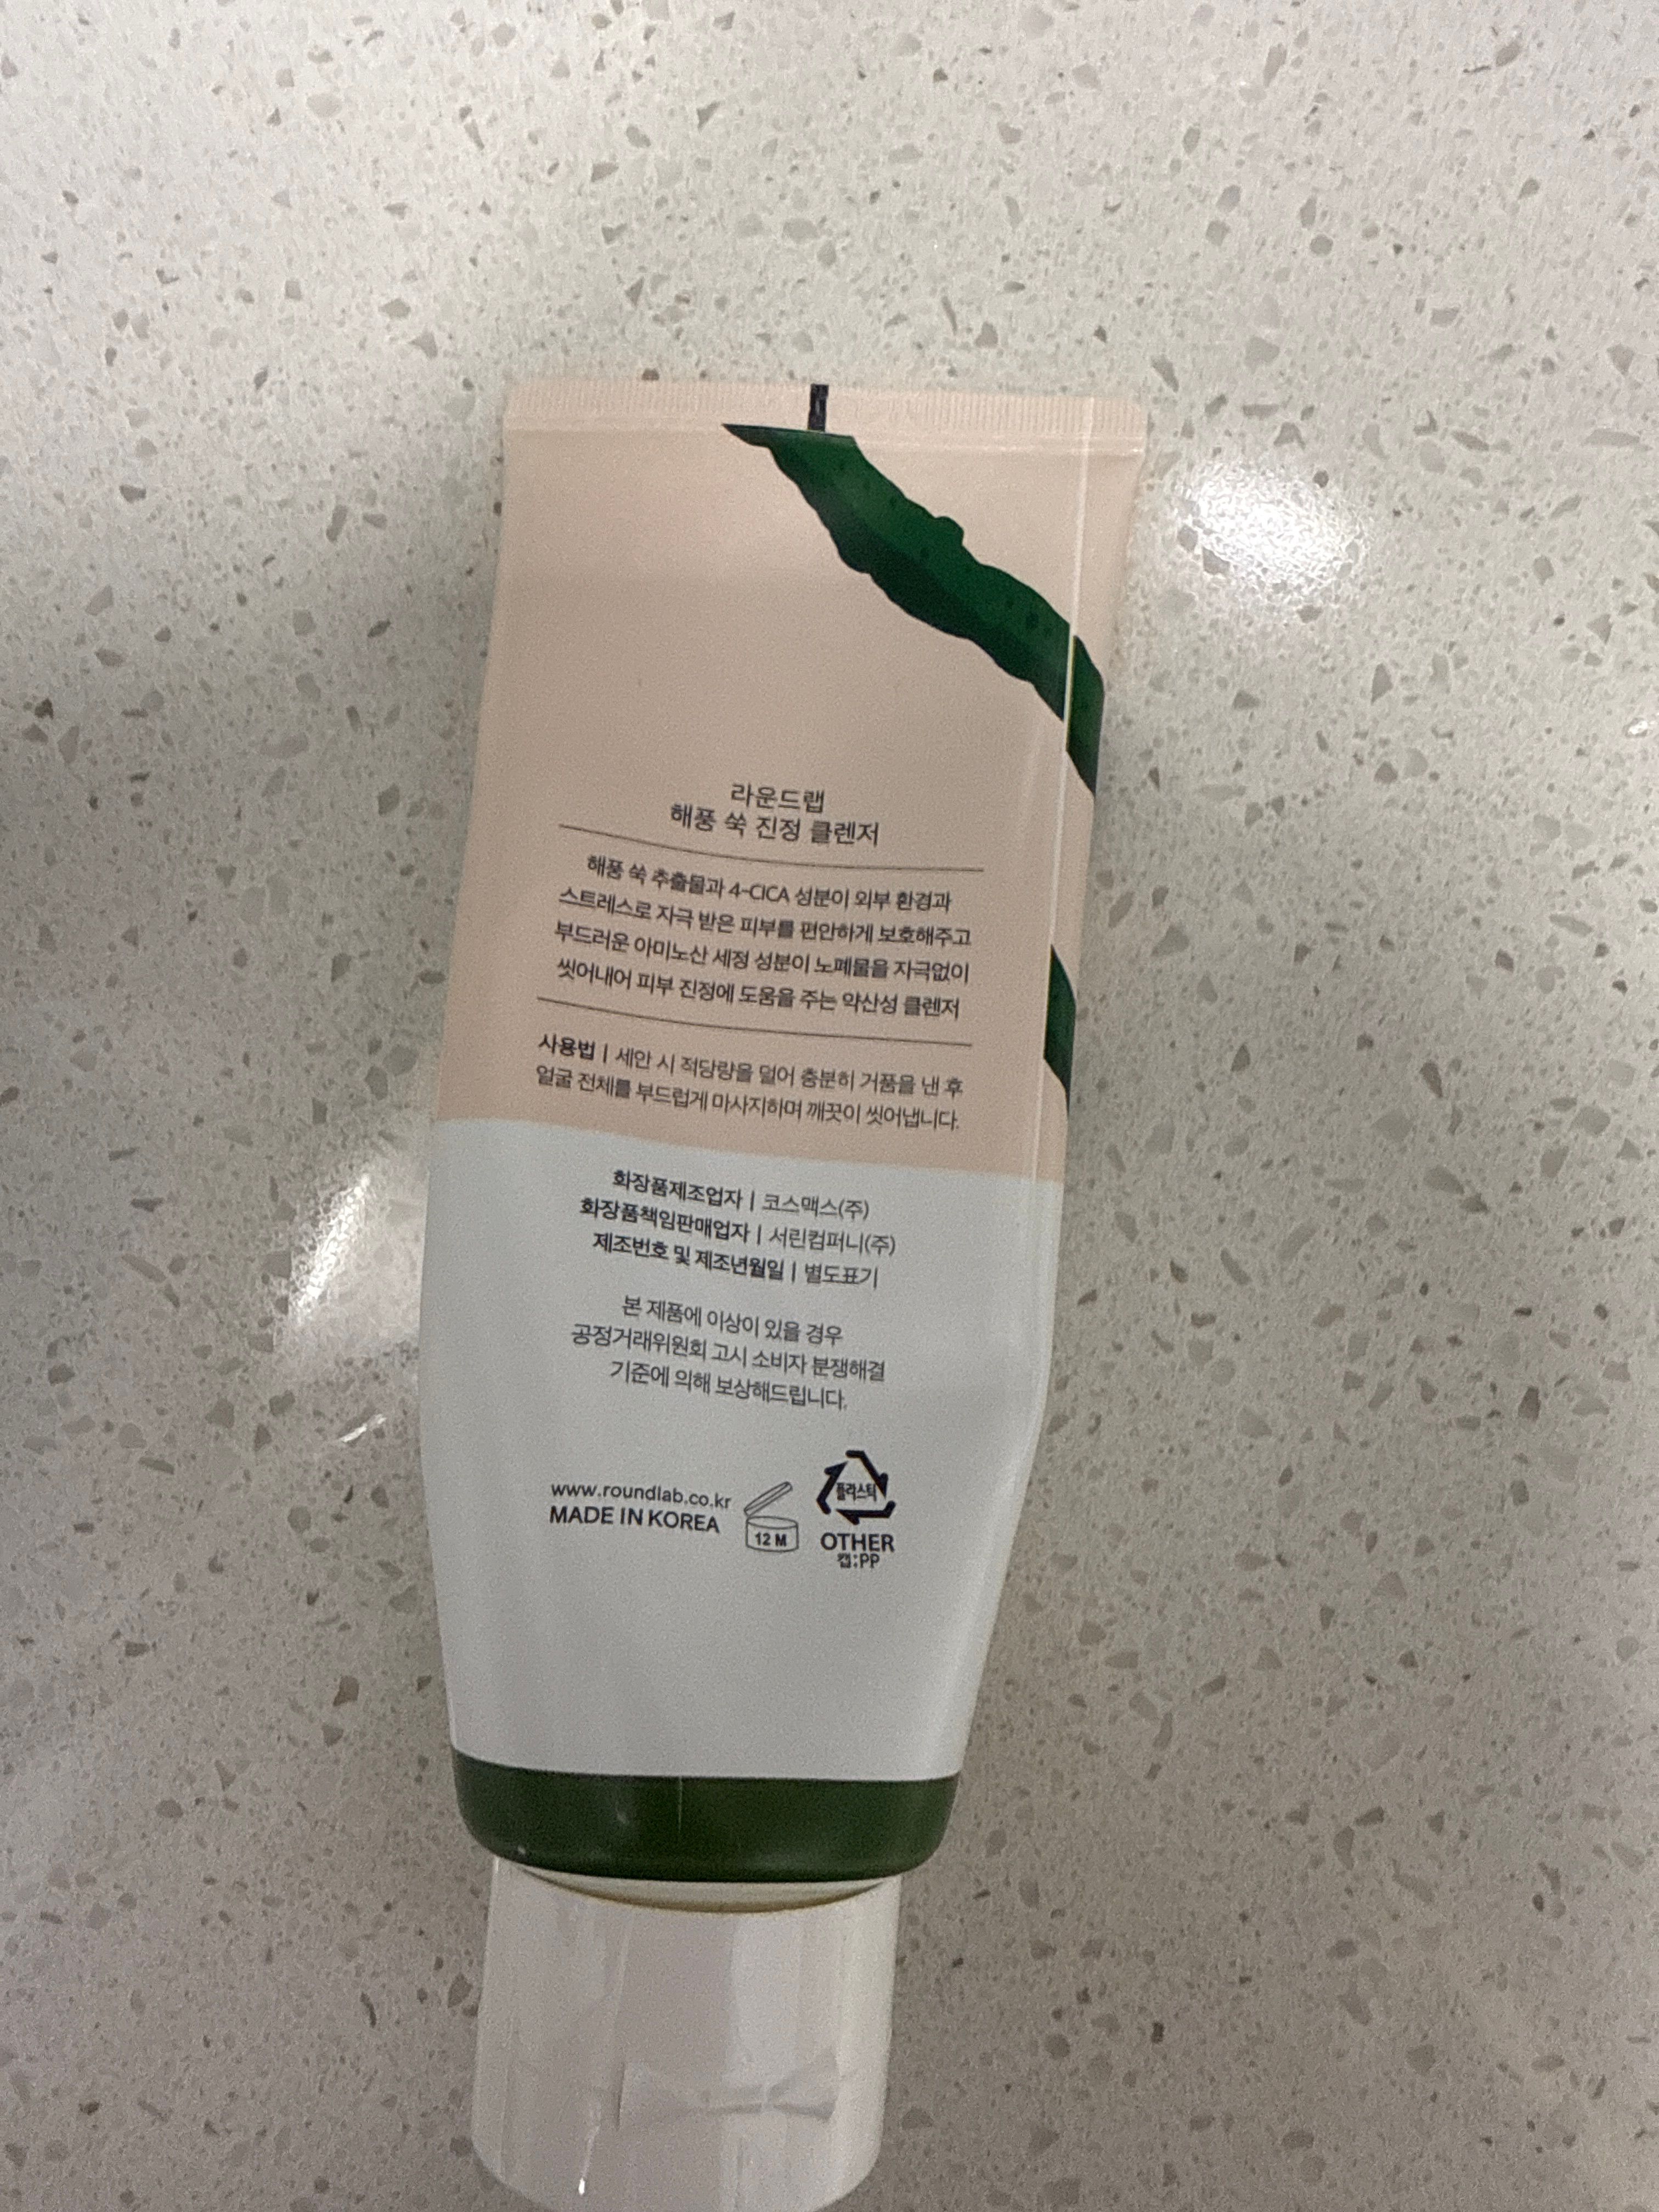 라운드랩
해풍 쑥 진정 클렌저
해풍 쑥 추출물과 4-CICA 성분이 외부 환경과
스트레스로 자극 받은 피부를 편안하게 보호해주고
부드러운 아미노산 세정 성분이 노폐물을 자극없이
씻어내어 피부 진정에 도움을 주는 약산성 클렌저
사용법 | 세안 시 적당량을 덜어 충분히 거품을 낸 후
얼굴 전체를 부드럽게 마사지하며 깨끗이 씻어냅니다.
화장품제조업자 | 코스맥스(주)
화장품책임판매업자 | 서린컴퍼니(주)
제조번호 및 제조년월일 | 별도표기
본 제품에 이상이 있을 경우
공정거래위원회 고시 소비자 분쟁해결
기준에 의해 보상해드립니다.
www.roundlab.co.kr
MADE IN KOREA
12 M
플라스틱
OTHER
캡:PP